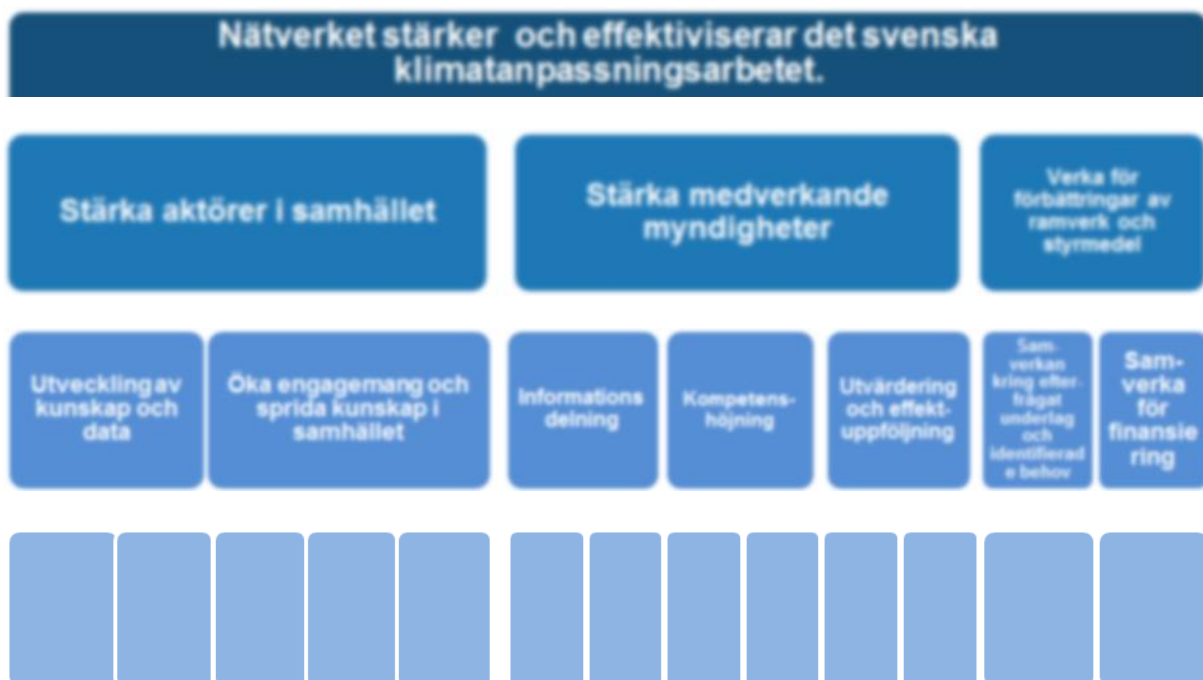 Nätverket stärker och effektiviserar det svenska
klimatanpassningsarbetet.
Stärka aktörer i samhället
Stärka medverkande
myndigheter
Verka för
förbättringar av
ramverk och
styrmedel
Utveckling av
kunskap och
data
Öka engagemang och
sprida kunskap i
samhället
Informations
delning
Kompetens-
höjning
Utvärdering
och effekt-
uppföljning
Sam-
verkan
kring efter-
frågat
underlag
och
identifierad
e behov
Sam-
verka
för
finansie
ring